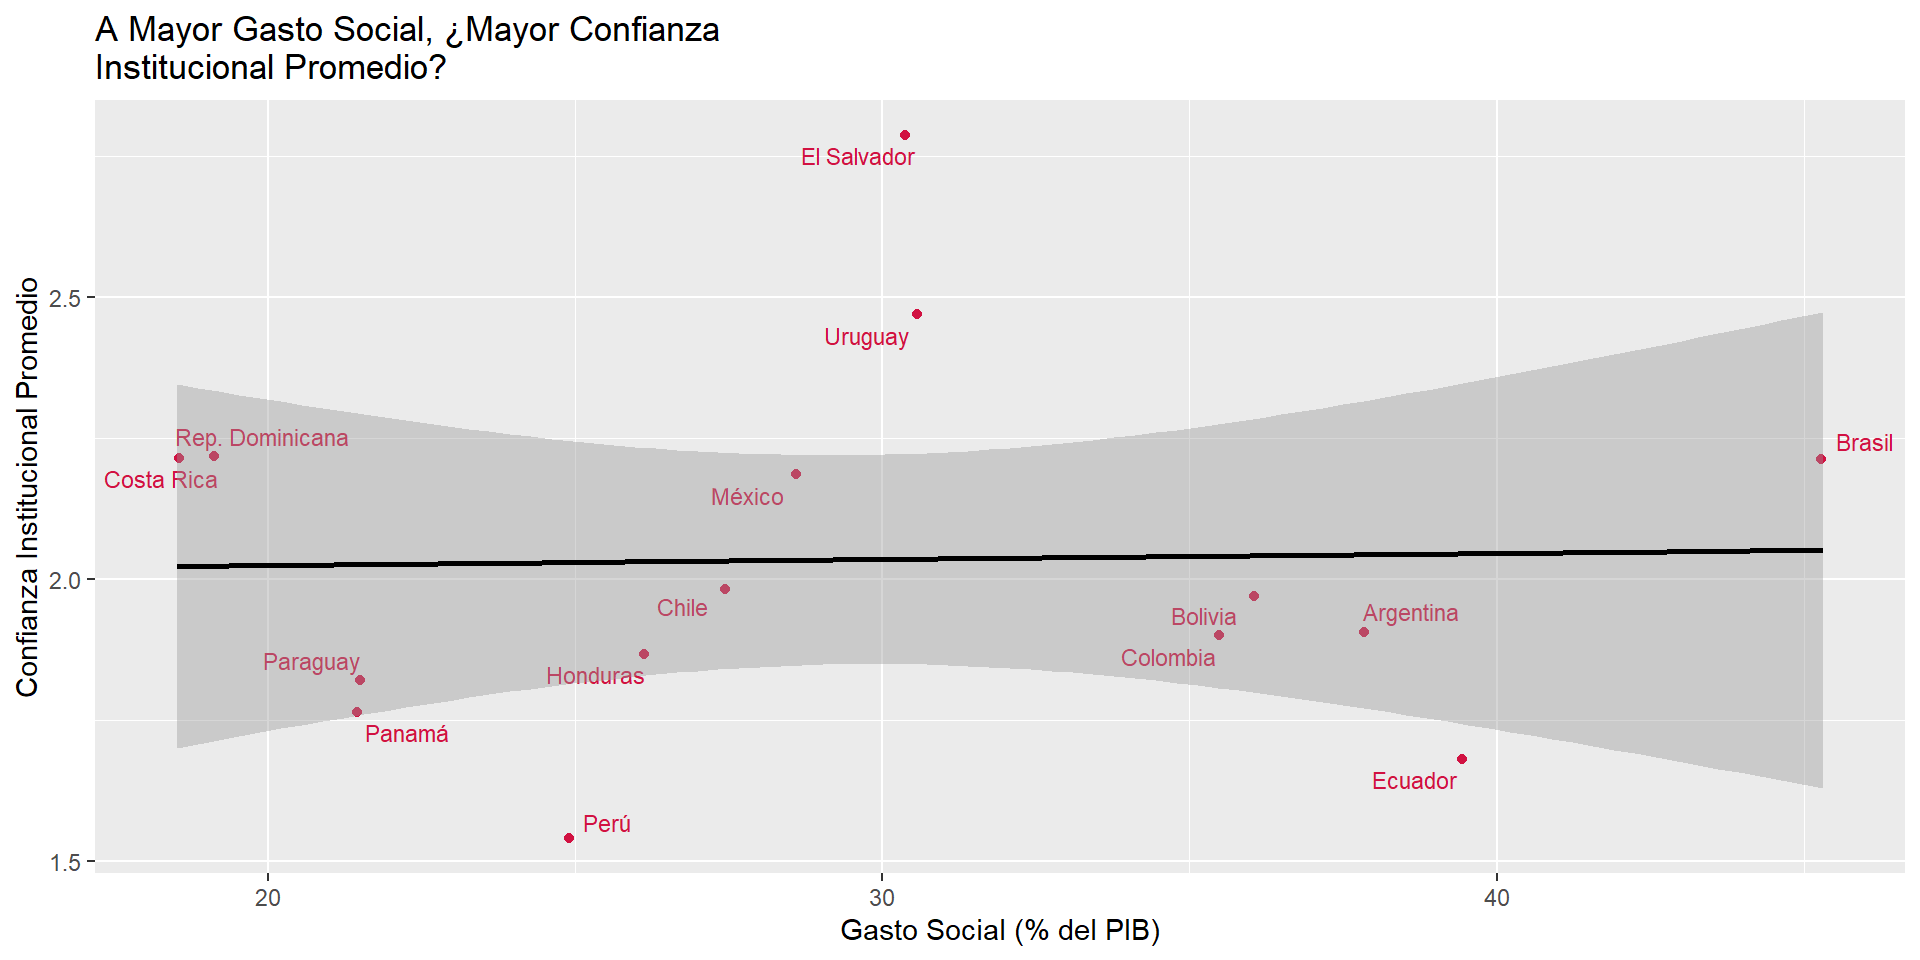 A Mayor Gasto Social, ¿Mayor Confianza
Institucional Promedio?
El Salvador
2.5
Uruguay
Rep. Dominicana
Brasil
Costa Rica
México
2.0
Chile
Bolivia
Argentina
Colombia
Paraguay
Honduras
Panamá
Ecuador
Perú
1.5
20
30
40
Gasto Social (% del PIB)
Confianza Institucional Promedio